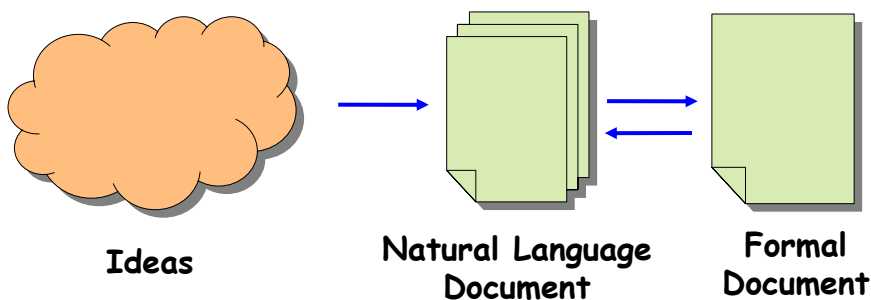 Ideas
Natural Language
Document
Formal
Document